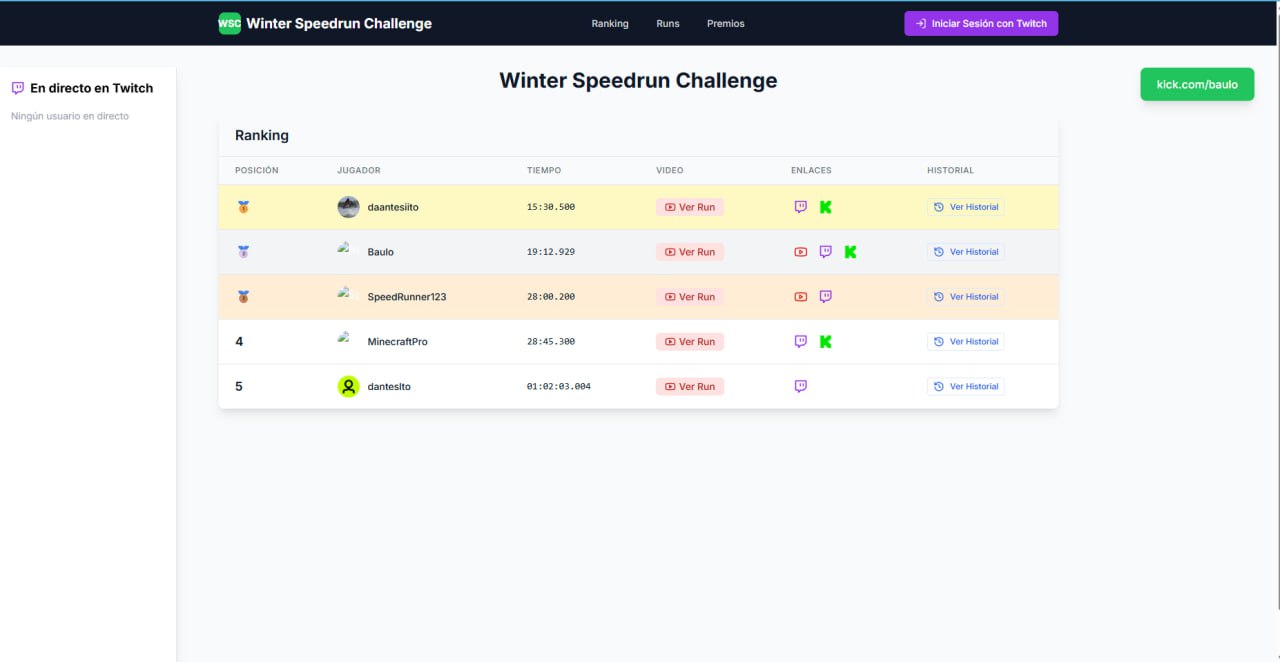 WSC Winter Speedrun Challenge Ranking Runs Premios Iniciar Sesión con Twitch
En directo en Twitch
Ningún usuario en directo
Winter Speedrun Challenge
kick.com/baulo
Ranking
POSICIÓN JUGADOR TIEMPO VIDEO ENLACES HISTORIAL
daantesiito 15:30.500 Ver Run Ver Historial
Baulo 19:12.929 Ver Run Ver Historial
SpeedRunner123 28:00.200 Ver Run Ver Historial
4 MinecraftPro 28:45.300 Ver Run Ver Historial
5 dantesIto 01:02:03.004 Ver Run Ver Historial